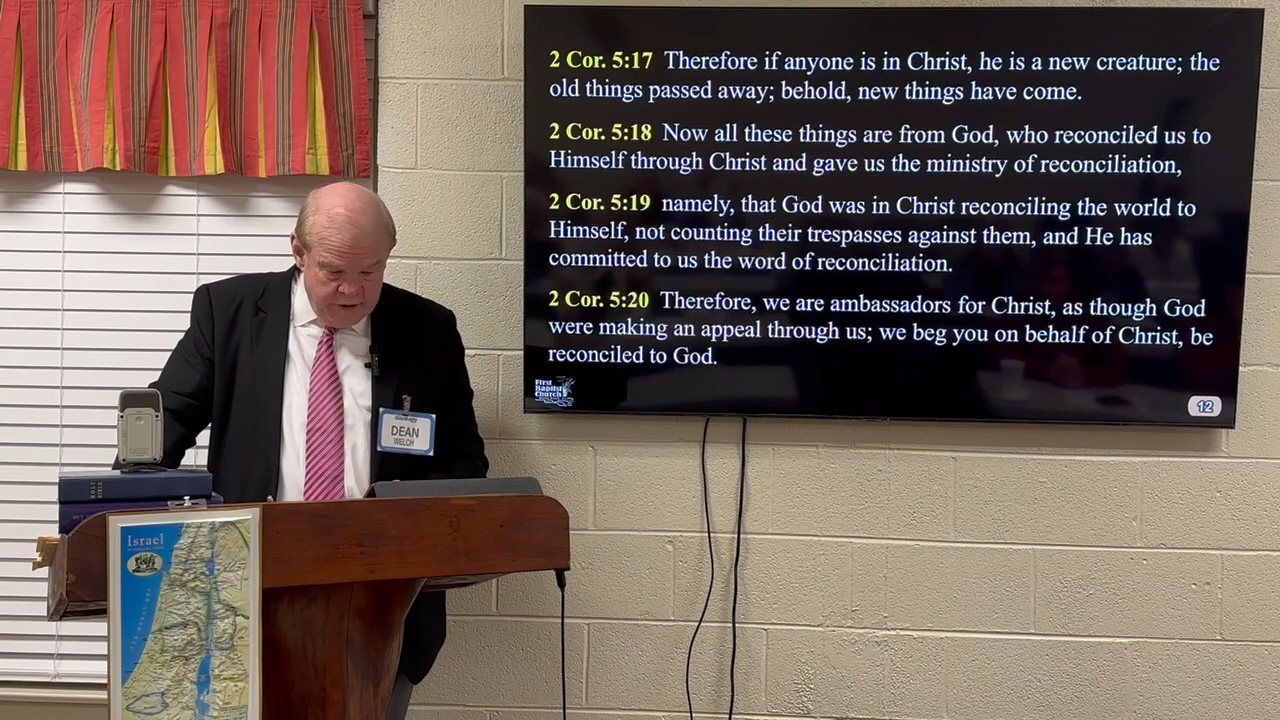 2 Cor. 5:17 Therefore if anyone is in Christ, he is a new creature; the
old things passed away; behold, new things have come.
2 Cor. 5:18 Now all these things are from God, who reconciled us to
Himself through Christ and gave us the ministry of reconciliation,
2 Cor. 5:19 namely, that God was in Christ reconciling the world to
Himself, not counting their trespasses against them, and He has
committed to us the word of reconciliation.
2 Cor. 5:20 Therefore, we are ambassadors for Christ, as though God
were making an appeal through us; we beg you on behalf of Christ, be
reconciled to God.
First
Baptist
Church
12
DEAN
WELCH
HOLY
BIBLE
Israel